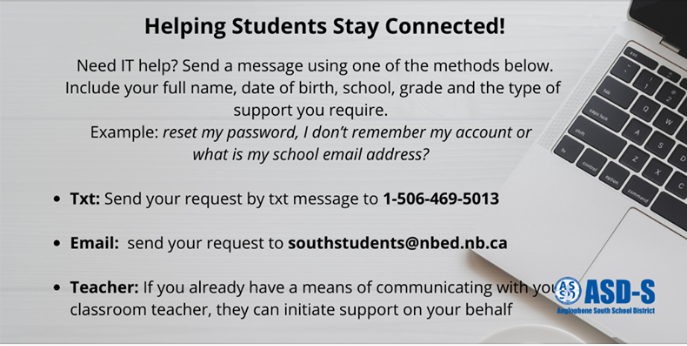 Helping Students Stay Connected!
Need IT help? Send a message using one of the methods below.
Include your full name, date of birth, school, grade and the type of
support you require.
Example: reset my password, I don't remember my account or
what is my school email address?
• Txt: Send your request by txt message to 1-506-469-5013
• Email: send your request to southstudents@nbed.nb.ca
• Teacher: If you already have a means of communicating with
classroom teacher, they can initiate support on your behalf
ASD-S
Anglophone South School District